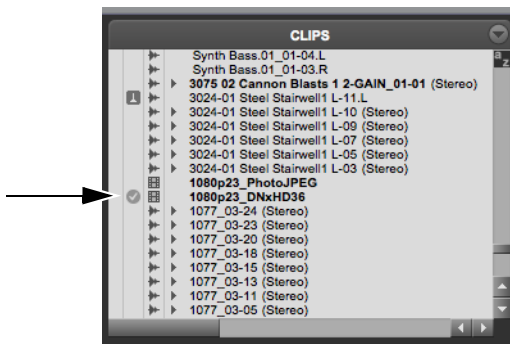 CLIPS
a
z
Synth Bass.01_01-04.L
Synth Bass.01_01-03.R
3075 02 Cannon Blasts 1 2-GAIN_01-01 (Stereo)
3024-01 Steel Stairwell1 L-11.L
3024-01 Steel Stairwell1 L-10 (Stereo)
3024-01 Steel Stairwell1 L-09 (Stereo)
3024-01 Steel Stairwell1 L-07 (Stereo)
3024-01 Steel Stairwell1 L-05 (Stereo)
3024-01 Steel Stairwell1 L-03 (Stereo)
1080p23_PhotoJPEG
1080p23_DNxHD36
1077_03-24 (Stereo)
1077_03-23 (Stereo)
1077_03-20 (Stereo)
1077_03-18 (Stereo)
1077_03-15 (Stereo)
1077_03-13 (Stereo)
1077_03-11 (Stereo)
1077_03-05 (Stereo)